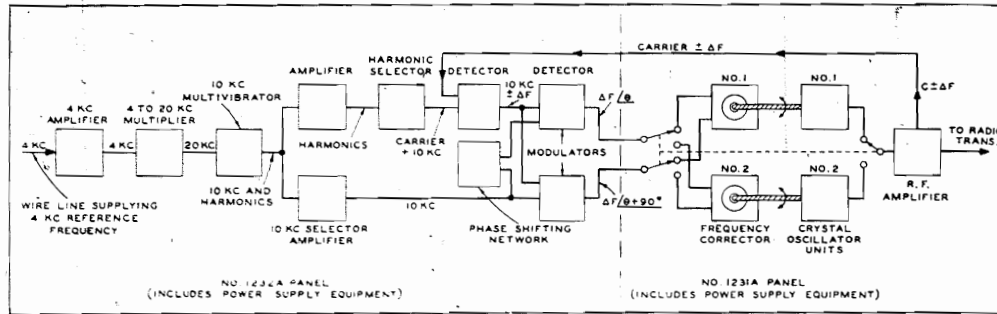 CARRIER ± ΔF
HARMONIC
SELECTOR
AMPLIFIER
DETECTOR
DETECTOR
10 KC
MULTIVIBRATOR
10 KC
± ΔF
NO. 1
NO. 1
C±ΔF
4 KC
AMPLIFIER
4 TO 20 KC
MULTIPLIER
ΔF/θ
4 KC
4 KC
20 KC
HARMONICS
CARRIER
+ 10 KC
MODULATORS
TO RADIO
TRANS.
10 KC AND
HARMONICS
10 KC
ΔF/θ+90°
NO. 2
NO. 2
R. F.
AMPLIFIER
WIRE LINE SUPPLYING
4 KC REFERENCE
FREQUENCY
10 KC SELECTOR
AMPLIFIER
PHASE SHIFTING
NETWORK
FREQUENCY
CORRECTOR
CRYSTAL
OSCILLATOR
UNITS
NO. 1232A PANEL
(INCLUDES POWER SUPPLY EQUIPMENT)
NO. 1231A PANEL
(INCLUDES POWER SUPPLY EQUIPMENT)